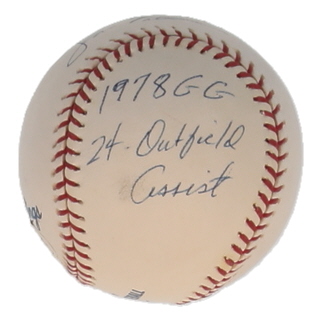 1978 GG
24 - Outfield
Assist